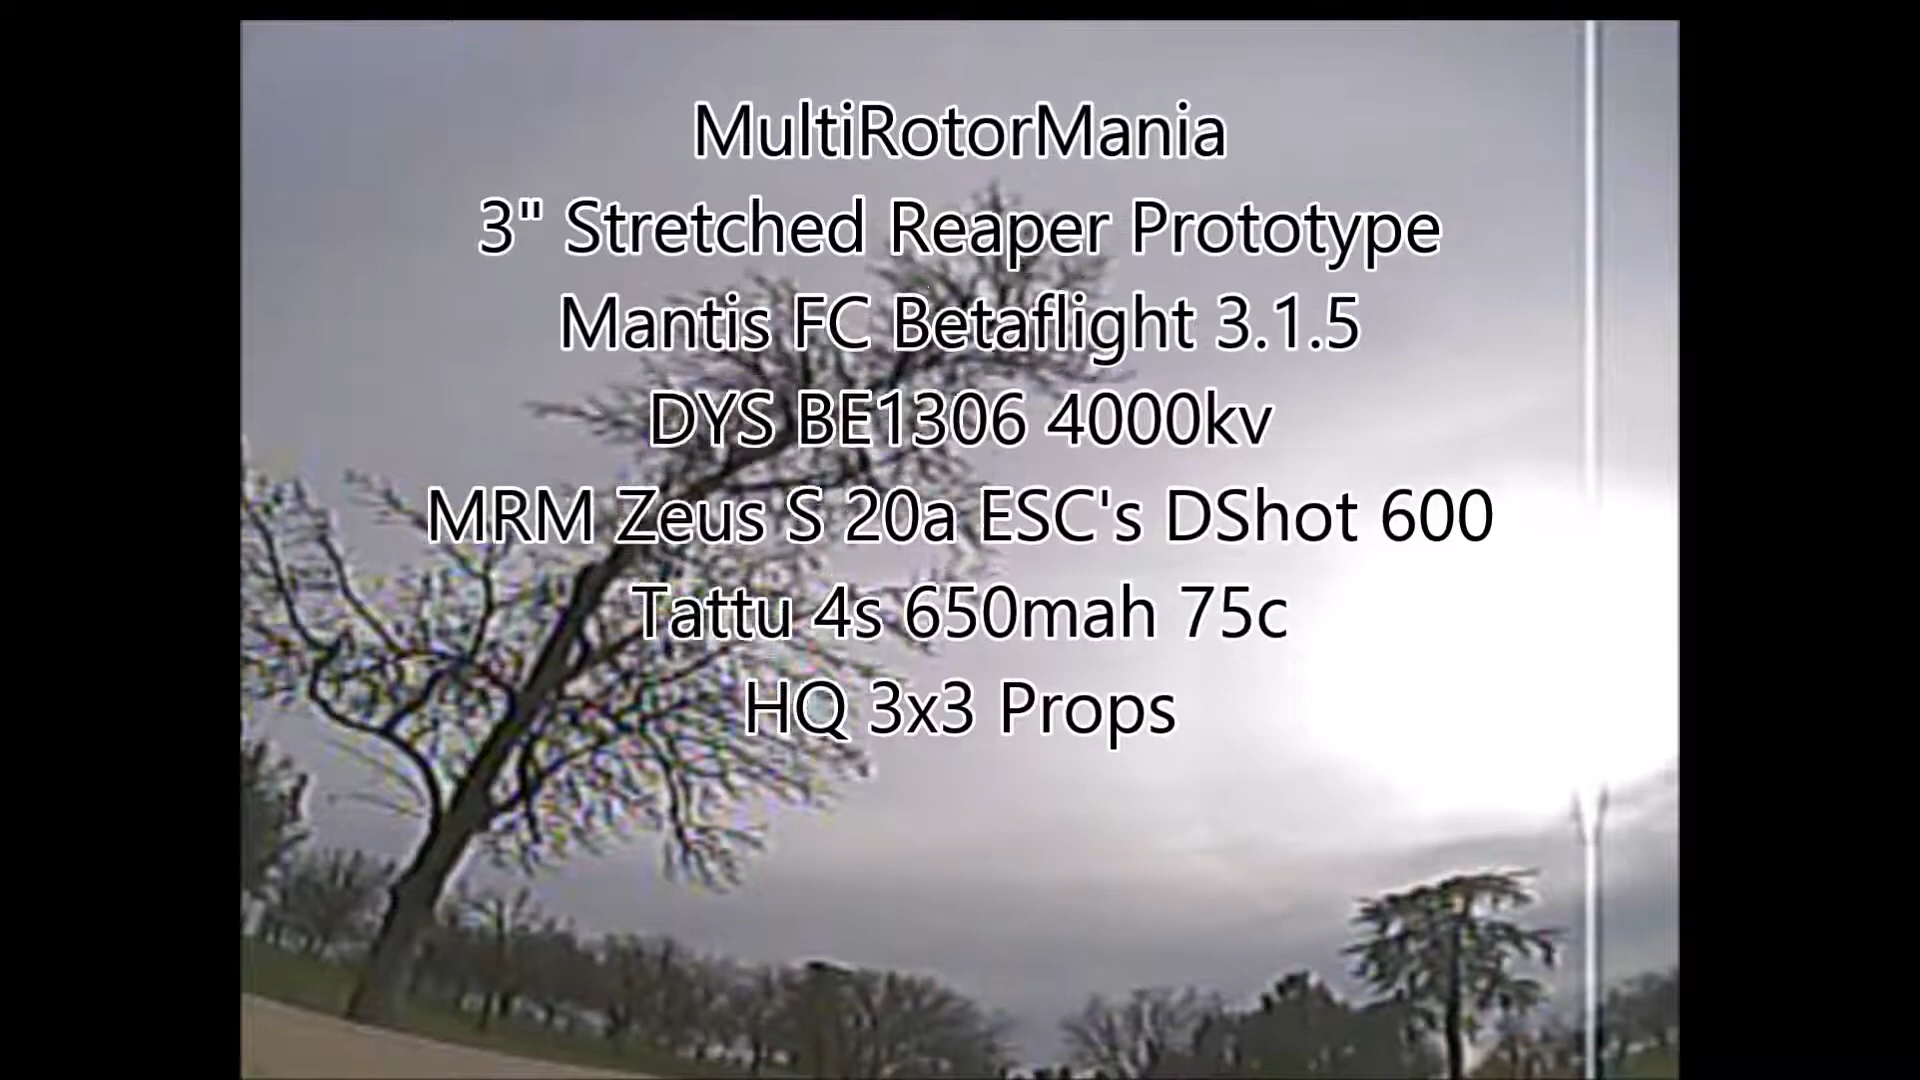 MultiRotorMania
3" Stretched Reaper Prototype
Mantis FC Betaflight 3.1.5
DYS BE1306 4000kv
MRM Zeus S 20a ESC's DShot 600
Tattu 4s 650mah 75c
HQ 3x3 Props